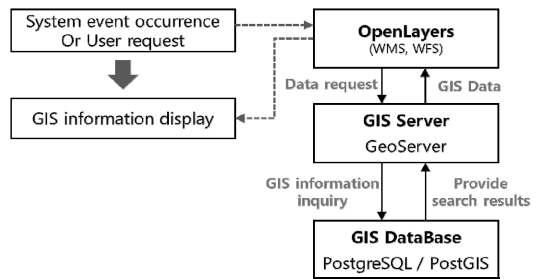 System event occurrence
Or User request
GIS information display
OpenLayers
(WMS, WFS)
Data request
GIS Data
GIS Server
GeoServer
GIS information
inquiry
Provide
search results
GIS DataBase
PostgreSQL / PostGIS